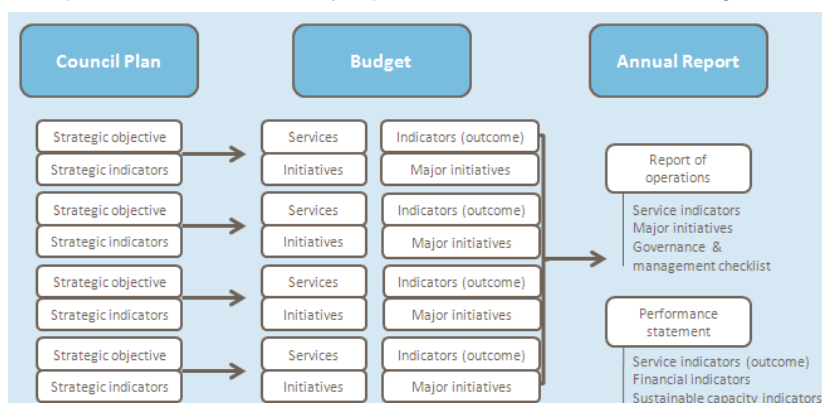 Council Plan
Budget
Annual Report
Strategic objective
Strategic indicators
Services
Initiatives
Indicators (outcome)
Major initiatives
Strategic objective
Strategic indicators
Services
Initiatives
Indicators (outcome)
Major initiatives
Strategic objective
Strategic indicators
Services
Initiatives
Indicators (outcome)
Major initiatives
Strategic objective
Strategic indicators
Services
Initiatives
Indicators (outcome)
Major initiatives
Report of
operations
Service indicators
Major initiatives
Governance &
management checklist
Performance
statement
Service indicators (outcome)
Financial indicators
Sustainable capacity indicators